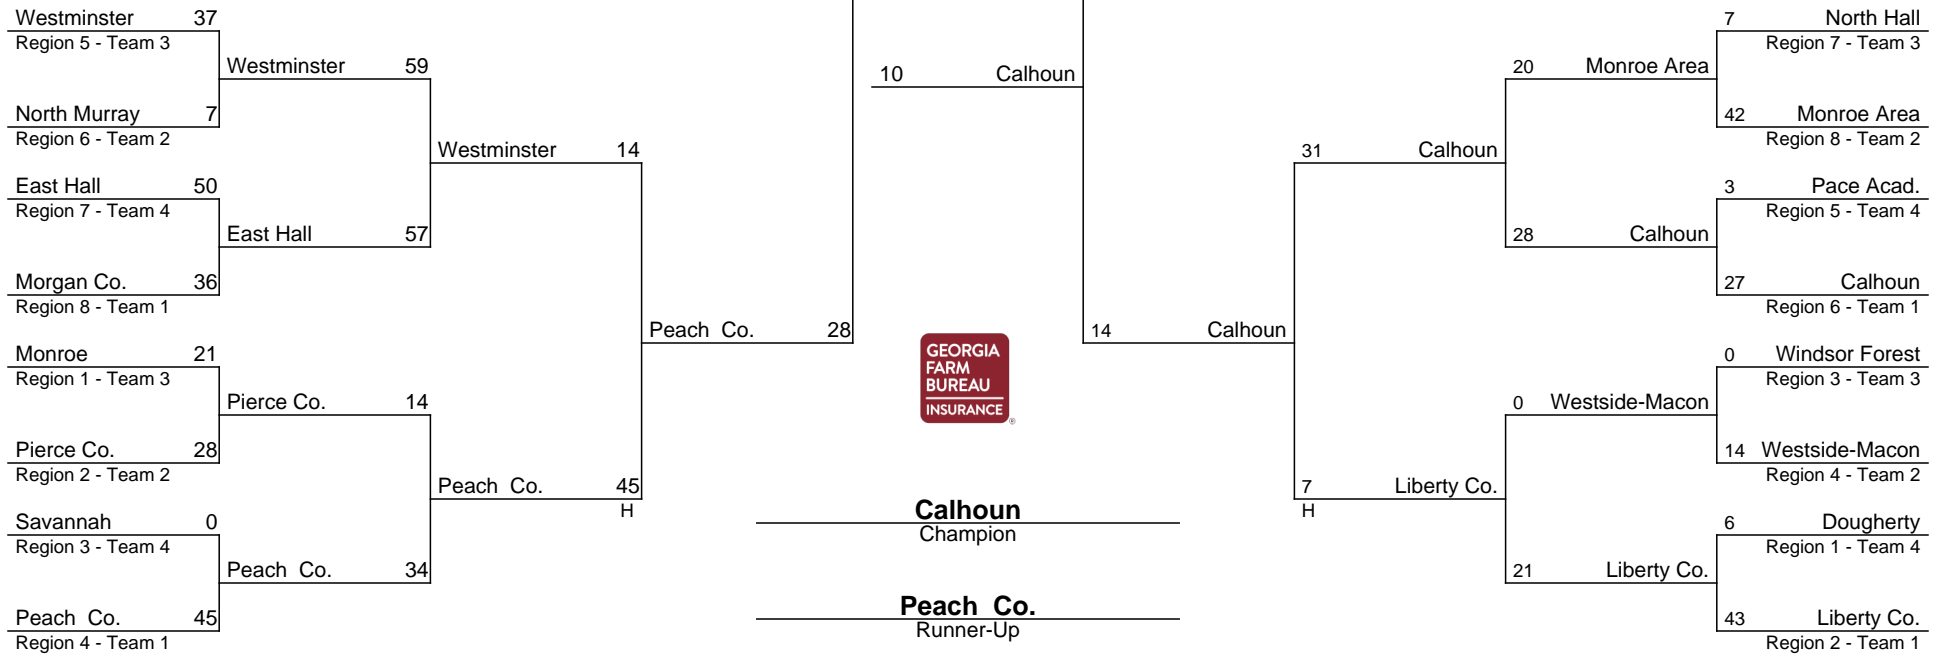 Westminster 37
Region 5 - Team 3
Westminster 59
North Murray 7
Region 6 - Team 2
Westminster 14
East Hall 50
Region 7 - Team 4
East Hall 57
Morgan Co. 36
Region 8 - Team 1
Peach Co. 28
Monroe 21
Region 1 - Team 3
Pierce Co. 14
Pierce Co. 28
Region 2 - Team 2
Peach Co. 45
H
Savannah 0
Region 3 - Team 4
Peach Co. 34
Peach Co. 45
Region 4 - Team 1
10 Calhoun
GEORGIA
FARM
BUREAU
INSURANCE
®
Calhoun
Champion
Peach Co.
Runner-Up
14 Calhoun
31 Calhoun
7 Liberty Co.
H
20 Monroe Area
28 Calhoun
0 Westside-Macon
21 Liberty Co.
7 North Hall
Region 7 - Team 3
42 Monroe Area
Region 8 - Team 2
3 Pace Acad.
Region 5 - Team 4
27 Calhoun
Region 6 - Team 1
0 Windsor Forest
Region 3 - Team 3
14 Westside-Macon
Region 4 - Team 2
6 Dougherty
Region 1 - Team 4
43 Liberty Co.
Region 2 - Team 1